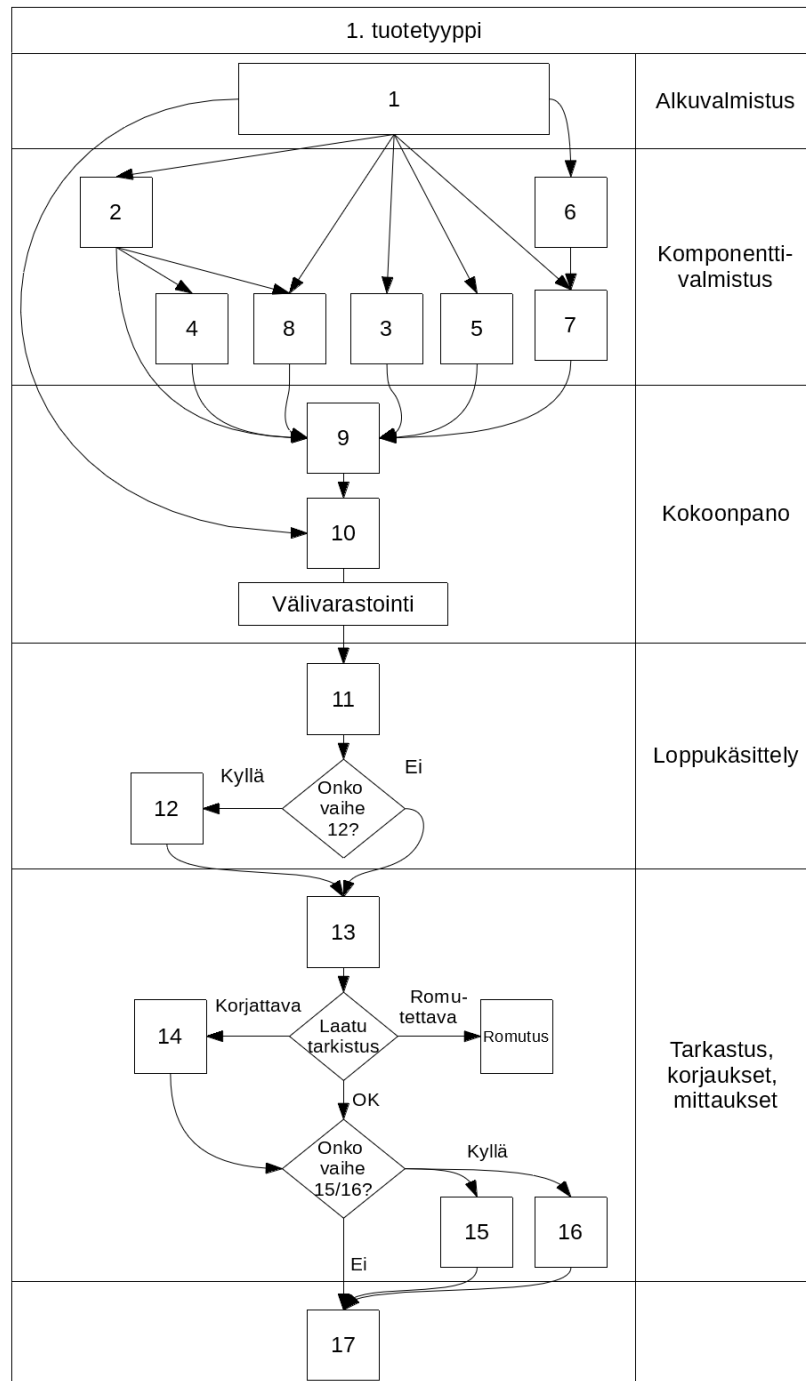 1. tuotetyyppi
1
Alkuvalmistus
2
6
Komponentti-
valmistus
4
8
3
5
7
9
Kokoonpano
10
Välivarastointi
11
Loppukäsittely
Kyllä
Ei
Onko
vaihe
12?
12
13
Korjattava
Romu-
tettava
14
Laatu
tarkistus
Romutus
Tarkastus,
korjaukset,
mittaukset
OK
Onko
vaihe
15/16?
Kyllä
15
16
Ei
17